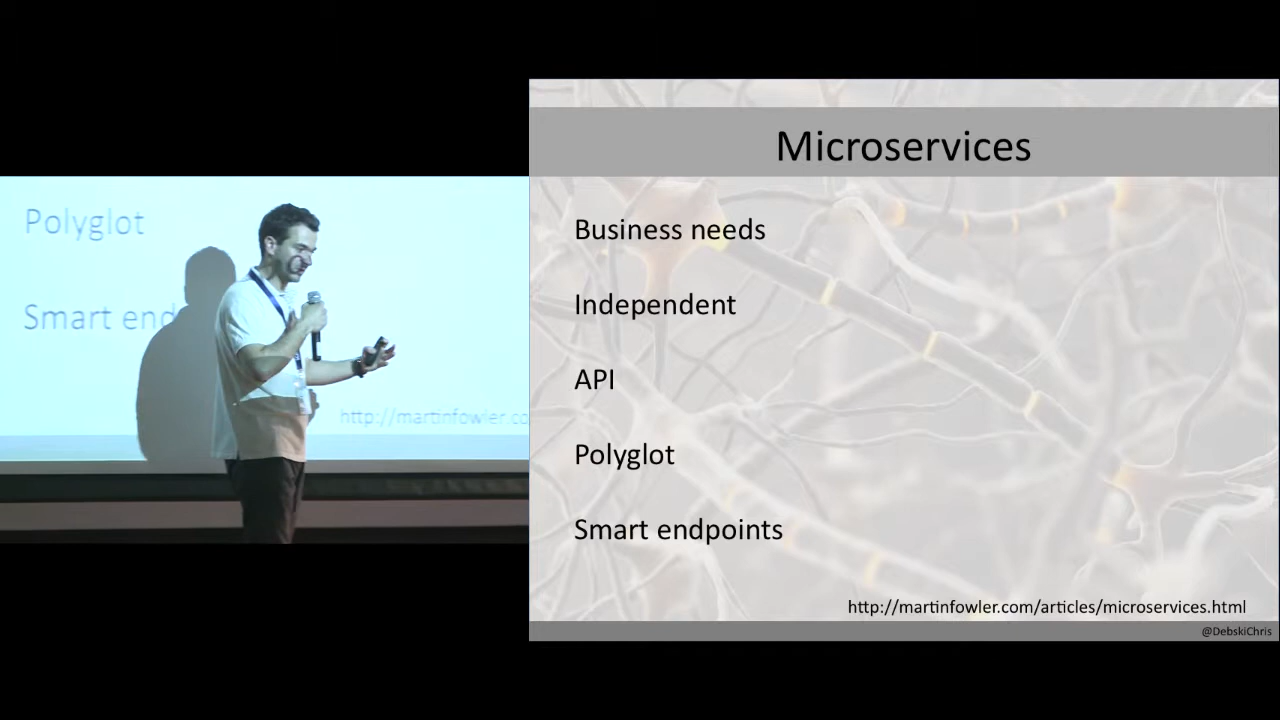 Polyglot
Smart end
http://martinfowler.co
Microservices
Business needs
Independent
API
Polyglot
Smart endpoints
http://martinfowler.com/articles/microservices.html
@DebskiChris